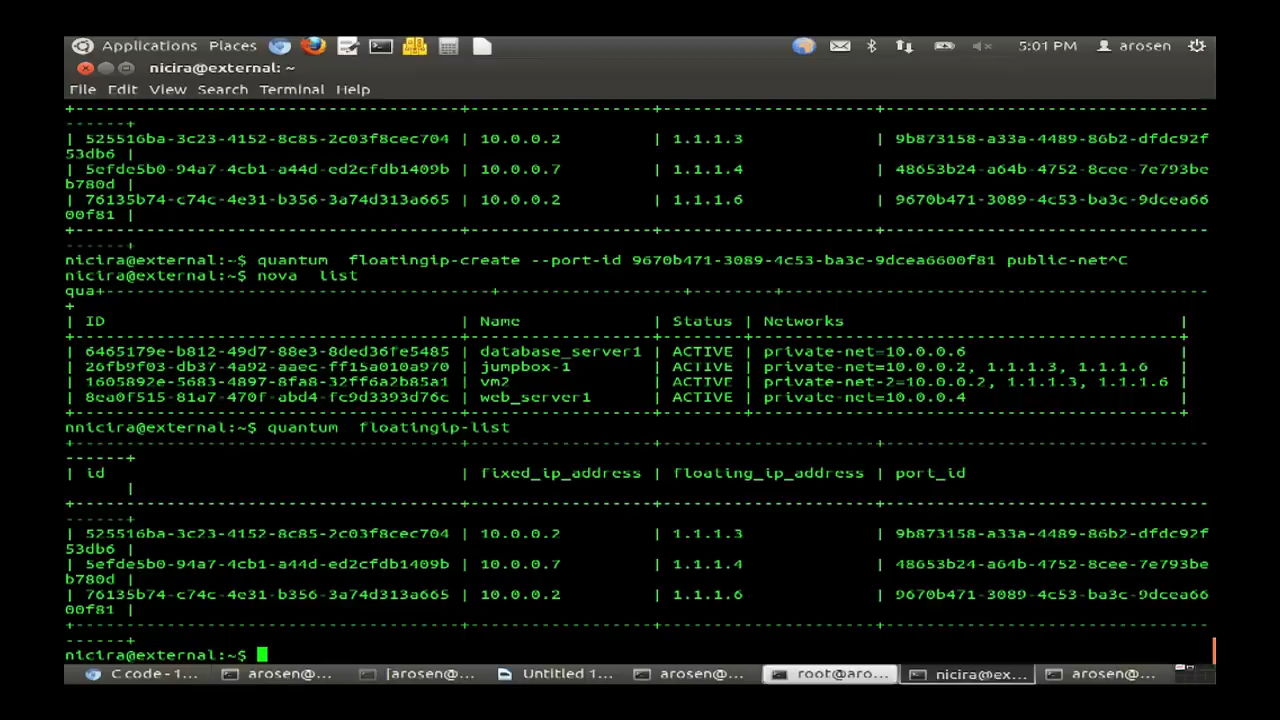 Applications Places 5:01 PM arosen
nicira@external: ~
File Edit View Search Terminal Help
+---------------------------------------+--------------------+----------------------+---------------------------------
------+
| 525516ba-3c23-4152-8c85-2c03f8cec704 | 10.0.0.2 | 1.1.1.3 | 9b873158-a33a-4489-86b2-dfdc92f
53db6 |
| 5efde5b0-94a7-4cb1-a44d-ed2cfdb1409b | 10.0.0.7 | 1.1.1.4 | 48653b24-a64b-4752-8cee-7e793be
b780d |
| 76135b74-c74c-4e31-b356-3a74d313a665 | 10.0.0.2 | 1.1.1.6 | 9670b471-3089-4c53-ba3c-9dcea66
00f81 |
+---------------------------------------+--------------------+----------------------+---------------------------------
------+
nicira@external:~$ quantum floatingip-create --port-id 9670b471-3089-4c53-ba3c-9dcea6600f81 public-net^C
nicira@external:~$ nova list
qua+---------------------------------------+------------------+--------+------------------------------------------
+
| ID | Name | Status | Networks |
+---------------------------------------+------------------+--------+------------------------------------------+
| 6465179e-b812-49d7-88e3-8ded36fe5485 | database_server1 | ACTIVE | private-net=10.0.0.6 |
| 26fb9f03-db37-4a92-aaec-ff15a010a970 | jumpbox-1 | ACTIVE | private-net=10.0.0.2, 1.1.1.3, 1.1.1.6 |
| 1605892e-5683-4897-8fa8-32ff6a2b85a1 | vm2 | ACTIVE | private-net-2=10.0.0.2, 1.1.1.3, 1.1.1.6 |
| 8ea0f515-81a7-470f-abd4-fc9d3393d76c | web_server1 | ACTIVE | private-net=10.0.0.4 |
+---------------------------------------+------------------+--------+------------------------------------------+
nnicira@external:~$ quantum floatingip-list
+---------------------------------------+------------------+---------------------+--------------------------------
------+
| id | fixed_ip_address | floating_ip_address | port_id
|
+---------------------------------------+------------------+---------------------+--------------------------------
------+
| 525516ba-3c23-4152-8c85-2c03f8cec704 | 10.0.0.2 | 1.1.1.3 | 9b873158-a33a-4489-86b2-dfdc92f
53db6 |
| 5efde5b0-94a7-4cb1-a44d-ed2cfdb1409b | 10.0.0.7 | 1.1.1.4 | 48653b24-a64b-4752-8cee-7e793be
b780d |
| 76135b74-c74c-4e31-b356-3a74d313a665 | 10.0.0.2 | 1.1.1.6 | 9670b471-3089-4c53-ba3c-9dcea66
00f81 |
+---------------------------------------+------------------+---------------------+--------------------------------
------+
nicira@external:~$
C code - 1... arosen@... [arosen@... Untitled 1... arosen@... root@aro... nicira@ex... arosen@...